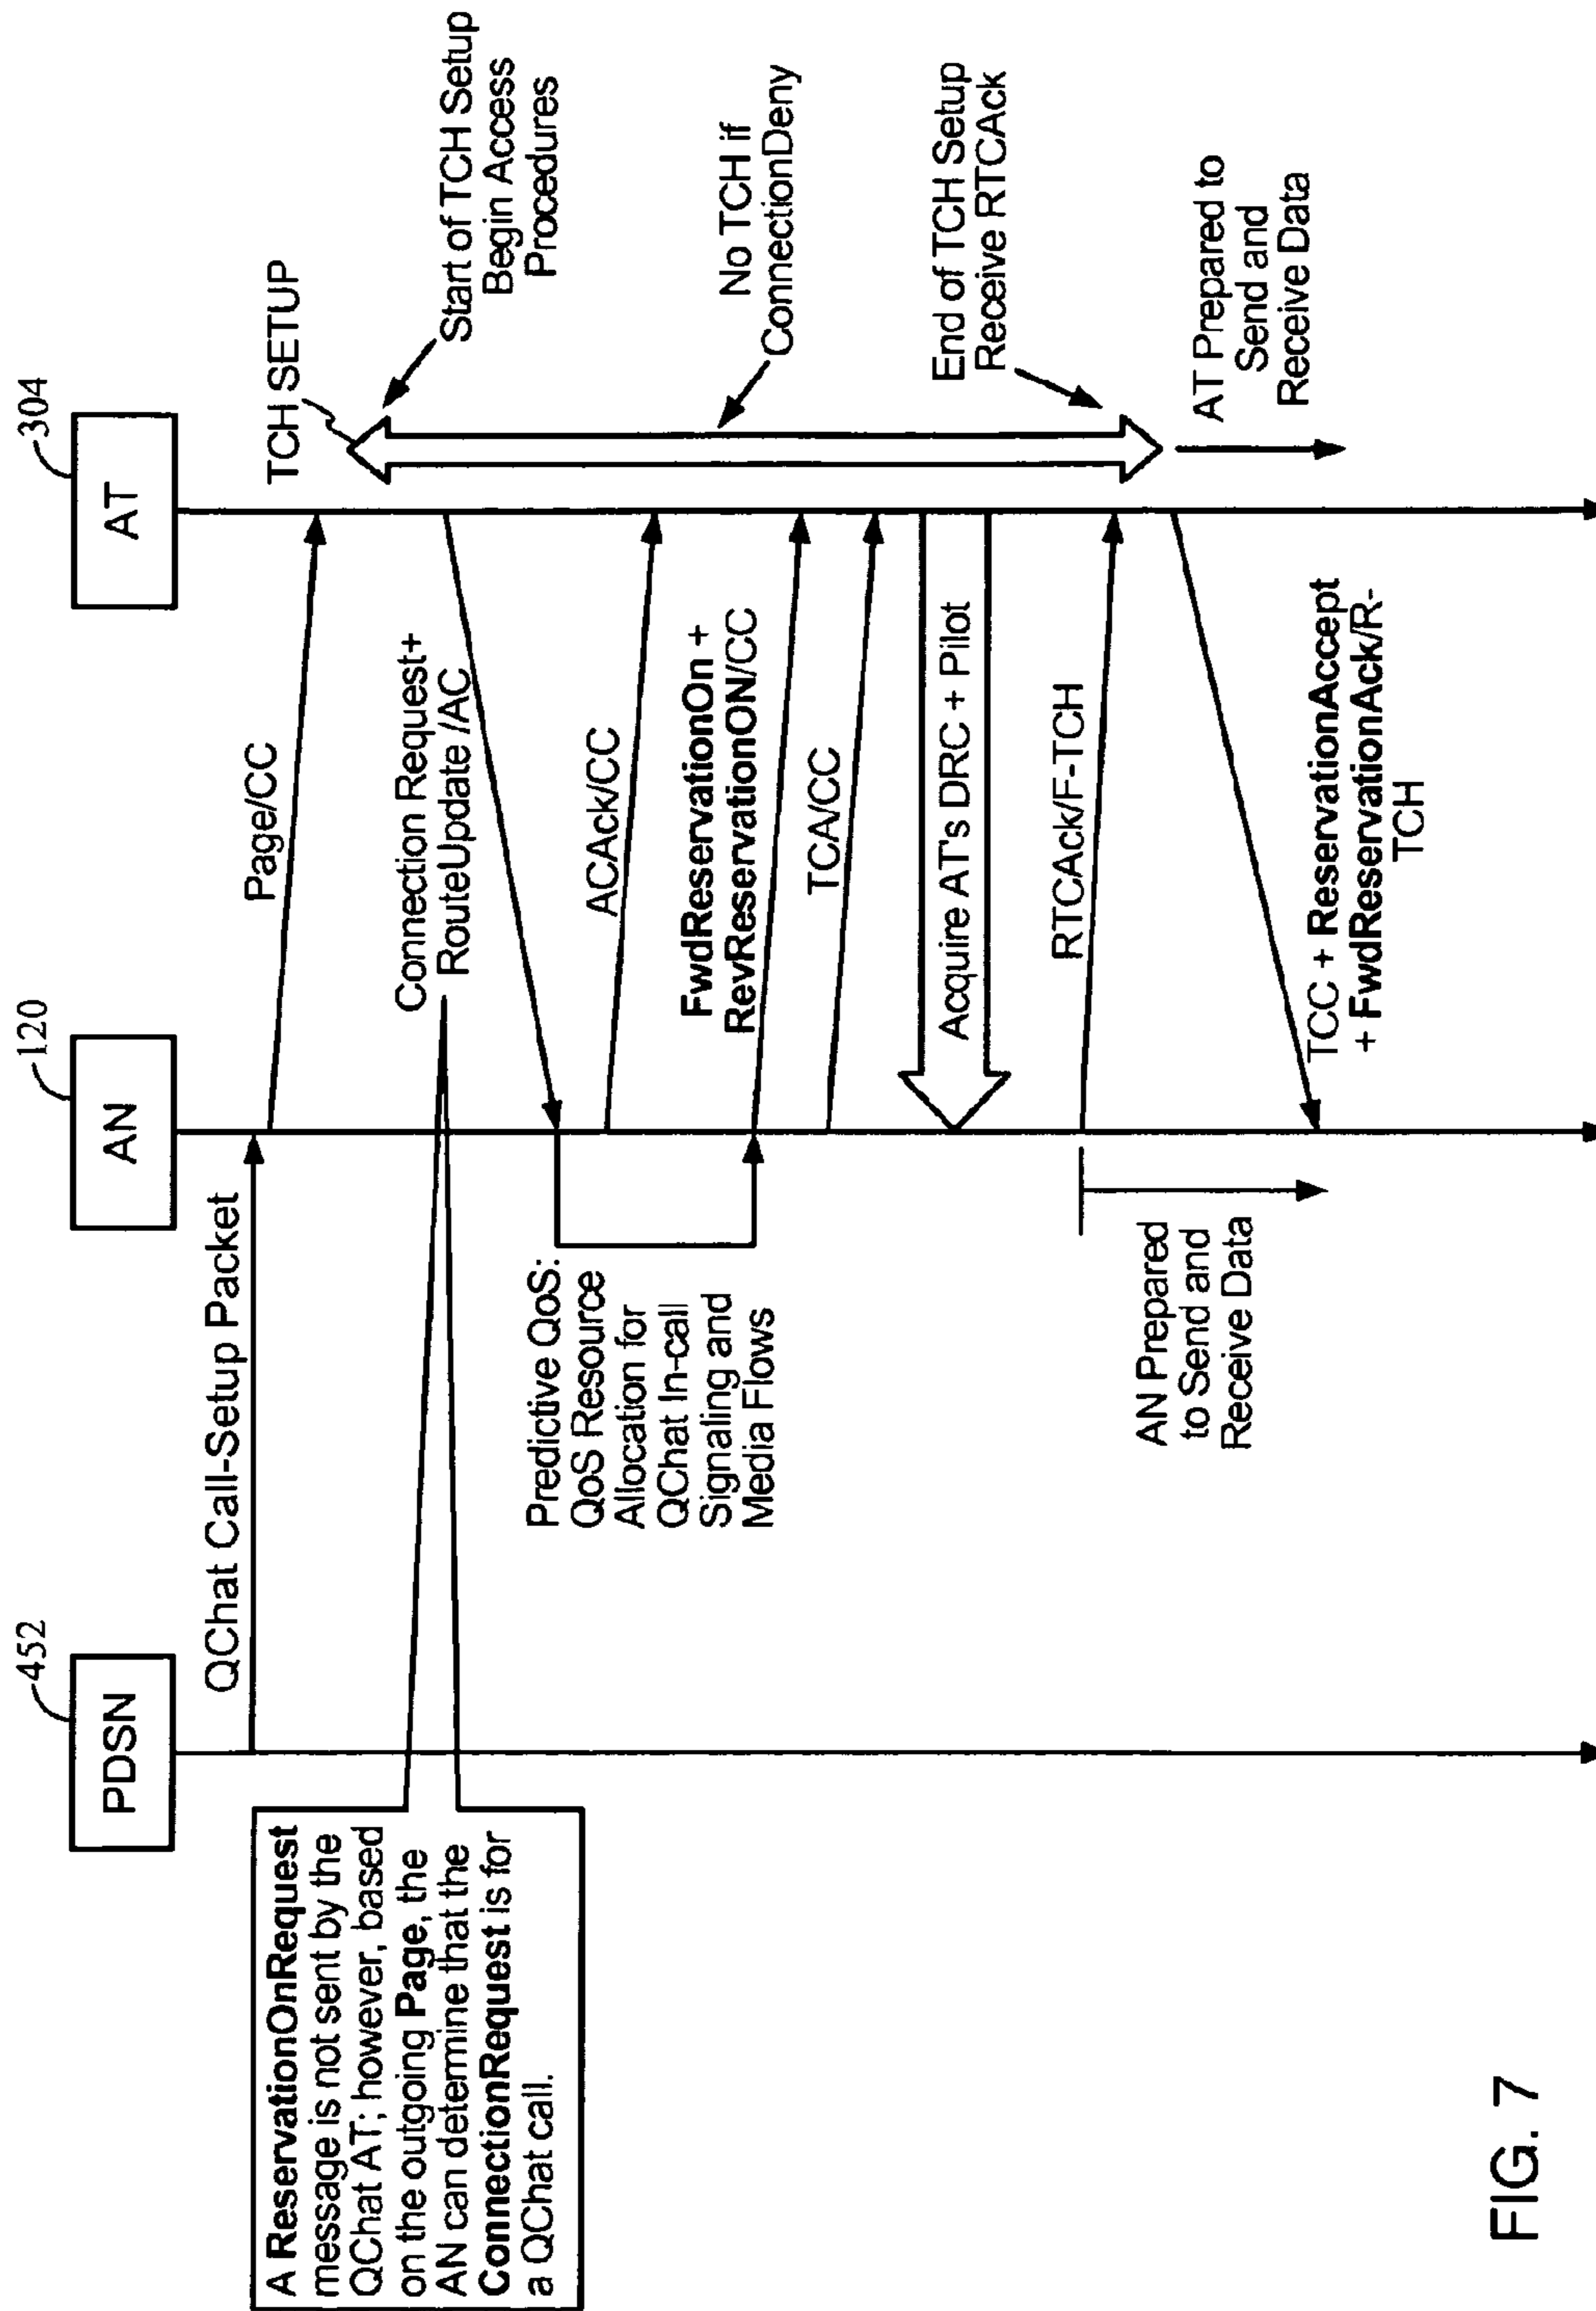 452
PDSN
120
AN
304
AT
QChat Call-Setup Packet
Page/CC
TCH SETUP
Start of TCH Setup
Begin Access
Procedures
A ReservationOnRequest
message is not sent by the
QChat AT; however, based
on the outgoing Page, the
AN can determine that the
ConnectionRequest is for
a QChat call.
Connection Request+
RouteUpdate /AC
Predictive QoS:
QoS Resource
Allocation for
QChat In-call
Signaling and
Media Flows
ACAck/CC
FwdReservationOn +
RevReservationON/CC
No TCH if
ConnectionDeny
TCA/CC
Acquire AT's DRC + Pilot
End of TCH Setup
Receive RTCAck
RTCAck/F-TCH
AN Prepared
to Send and
Receive Data
AT Prepared to
Send and
Receive Data
TCC + ReservationAccept
+ FwdReservationAck/R-
TCH
FIG. 7